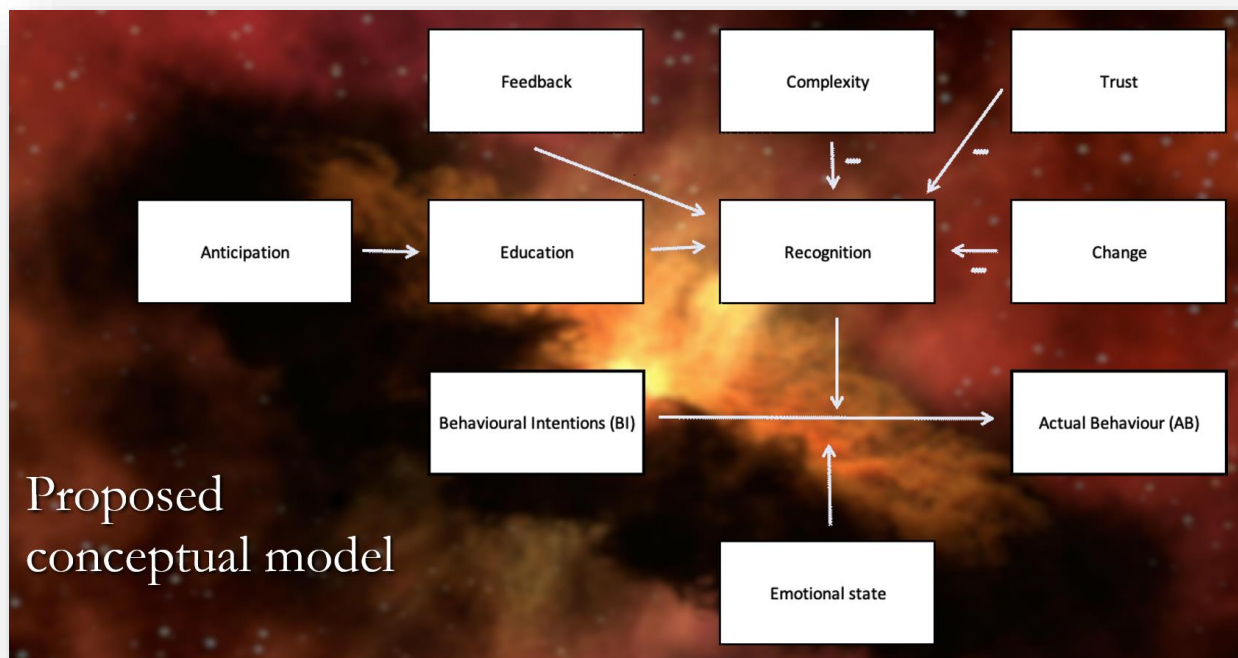 Feedback
Complexity
Trust
Anticipation
Education
Recognition
Change
Behavioural Intentions (BI)
Actual Behaviour (AB)
Proposed
conceptual model
Emotional state